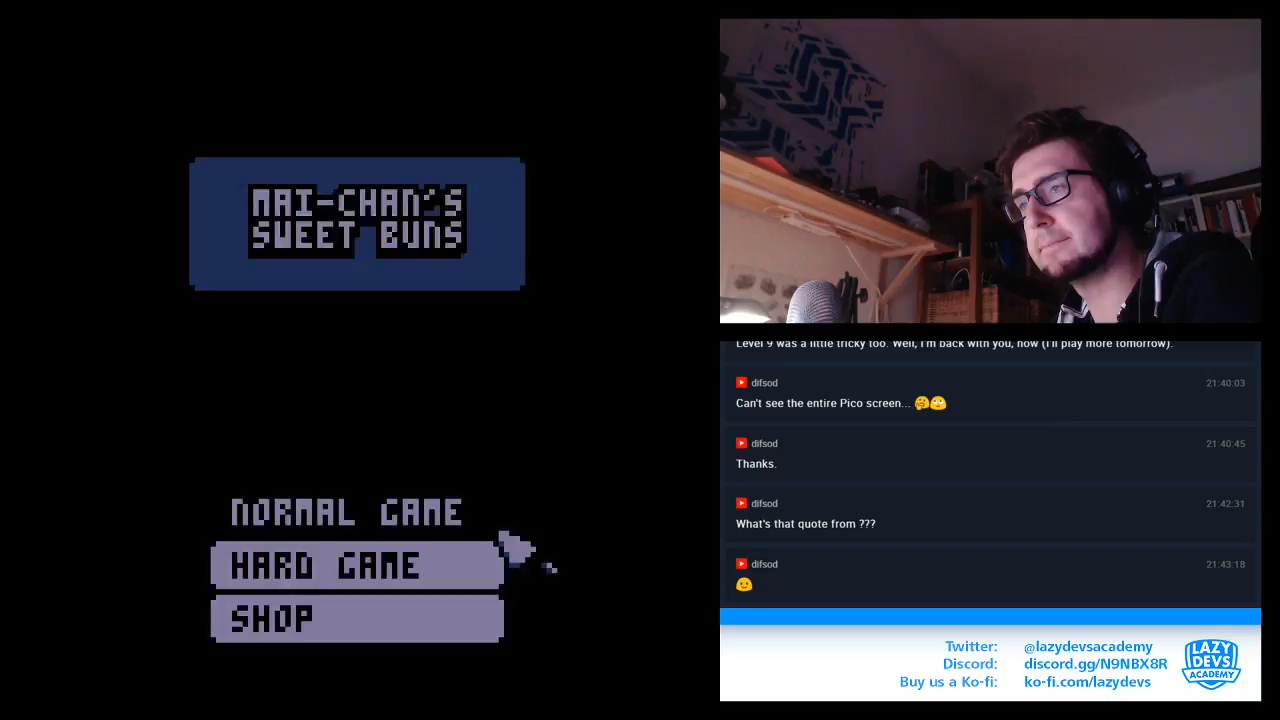 MAI-CHAN'S
SWEET BUNS
NORMAL GAME
HARD GAME
SHOP
Level 9 was a little tricky too. Well, I'm back with you, now (I'll play more tomorrow).
difsod 21:40:03
Can't see the entire Pico screen... 🤔🙄
difsod 21:40:45
Thanks.
difsod 21:42:31
What's that quote from ???
difsod 21:43:18
🙂
Twitter: @lazydevsacademy
Discord: discord.gg/N9NBX8R
Buy us a Ko-fi: ko-fi.com/lazydevs
LAZY
DEVS
ACADEMY